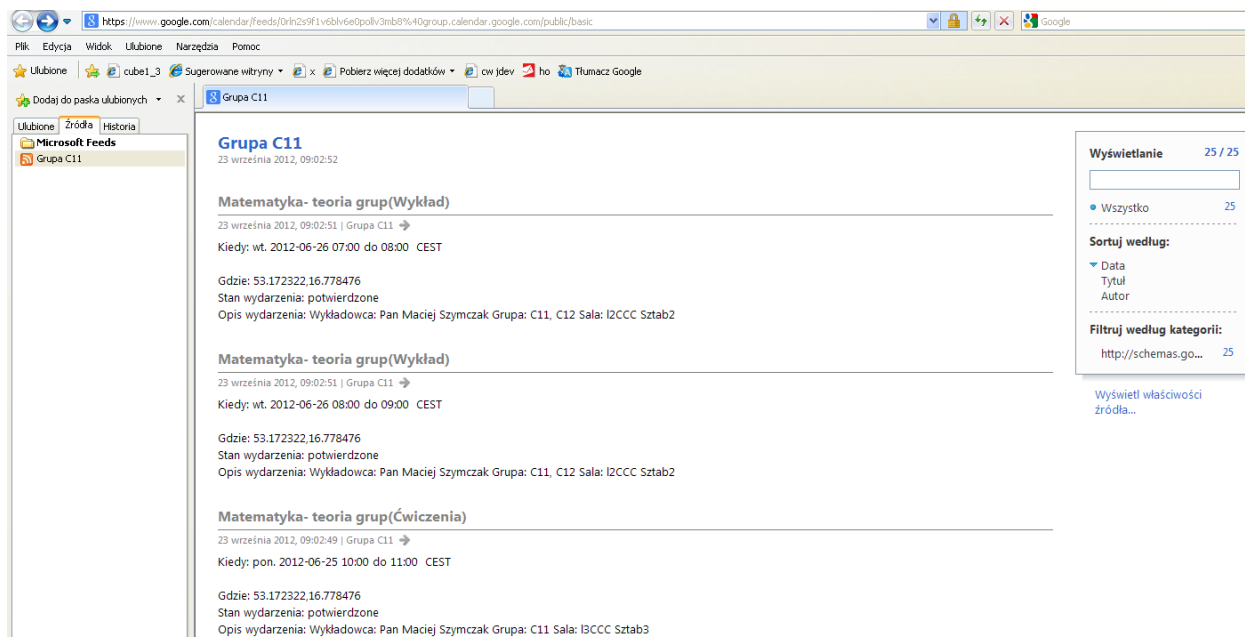 https://www.google.com/calendar/feeds/0rln2s9f1v6blv6e0pollv3mb8%40group.calendar.google.com/public/basic
Google
Plik Edycja Widok Ulubione Narzędzia Pomoc
Ulubione cube1_3 Sugerowane witryny x Pobierz więcej dodatków cw jdev ho Tłumacz Google
Dodaj do paska ulubionych X
Grupa C11
Ulubione Źródła Historia
Microsoft Feeds
Grupa C11
Grupa C11
23 września 2012, 09:02:52
Matematyka- teoria grup(Wykład)
23 września 2012, 09:02:51 | Grupa C11
Kiedy: wt. 2012-06-26 07:00 do 08:00 CEST
Gdzie: 53.172322,16.778476
Stan wydarzenia: potwierdzone
Opis wydarzenia: Wykładowca: Pan Maciej Szymczak Grupa: C11, C12 Sala: l2CCC Sztab2
Matematyka- teoria grup(Wykład)
23 września 2012, 09:02:51 | Grupa C11
Kiedy: wt. 2012-06-26 08:00 do 09:00 CEST
Gdzie: 53.172322,16.778476
Stan wydarzenia: potwierdzone
Opis wydarzenia: Wykładowca: Pan Maciej Szymczak Grupa: C11, C12 Sala: l2CCC Sztab2
Matematyka- teoria grup(Ćwiczenia)
23 września 2012, 09:02:49 | Grupa C11
Kiedy: pon. 2012-06-25 10:00 do 11:00 CEST
Gdzie: 53.172322,16.778476
Stan wydarzenia: potwierdzone
Opis wydarzenia: Wykładowca: Pan Maciej Szymczak Grupa: C11 Sala: l3CCC Sztab3
Wyświetlanie 25 / 25
Wszystko 25
Sortuj według:
Data
Tytuł
Autor
Filtruj według kategorii:
http://schemas.go... 25
Wyświetl właściwości
źródła...